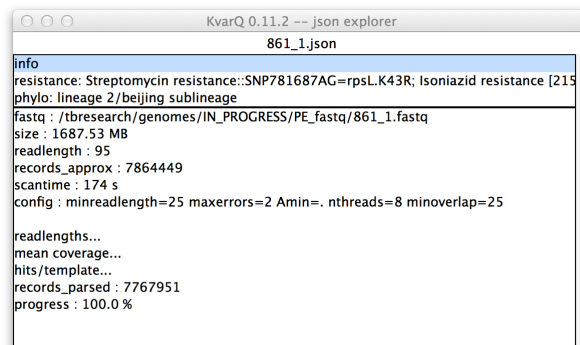 KvarQ 0.11.2 -- json explorer
861_1.json
info
resistance: Streptomycin resistance::SNP781687AG=rpsL.K43R; Isoniazid resistance [215
phylo: lineage 2/beijing sublineage
fastq : /tbresearch/genomes/IN_PROGRESS/PE_fastq/861_1.fastq
size : 1687.53 MB
readlength : 95
records_approx : 7864449
scantime : 174 s
config : minreadlength=25 maxerrors=2 Amin=. nthreads=8 minoverlap=25
readlengths...
mean coverage...
hits/template...
records_parsed : 7767951
progress : 100.0 %